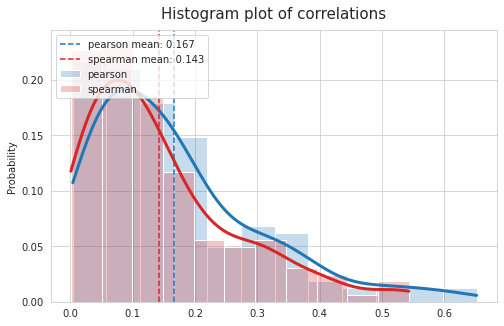 Histogram plot of correlations
pearson mean: 0.167
spearman mean: 0.143
pearson
spearman
Probability
0.20
0.15
0.10
0.05
0.00
0.0 0.1 0.2 0.3 0.4 0.5 0.6